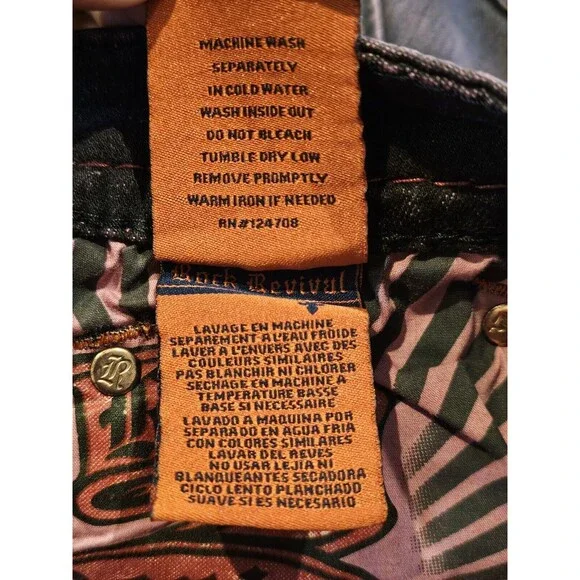 MACHINE WASH
SEPARATELY
IN COLD WATER
WASH INSIDE OUT
DO NOT BLEACH
TUMBLE DRY LOW
REMOVE PROMPTLY
WARM IRON IF NEEDED
RN#124708
Rock Revival
LAVAGE EN MACHINE
SEPAREMENT A L'EAU FROIDE
LAVER A L'ENVERS AVEC DES
COULEURS SIMILAIRES
PAS BLANCHIR NI CHLORER
SECHAGE EN MACHINE A
TEMPERATURE BASSE
BASE SI NECESSAIRE
LAVADO A MAQUINA POR
SEPARADO EN AGUA FRIA
CON COLORES SIMILARES
LAVAR DEL REVES
NO USAR LEJIA NI
BLANQUEANTES SECADORA
CICLO LENTO PLANCHADO
SUAVE SI ES NECESARIO
R